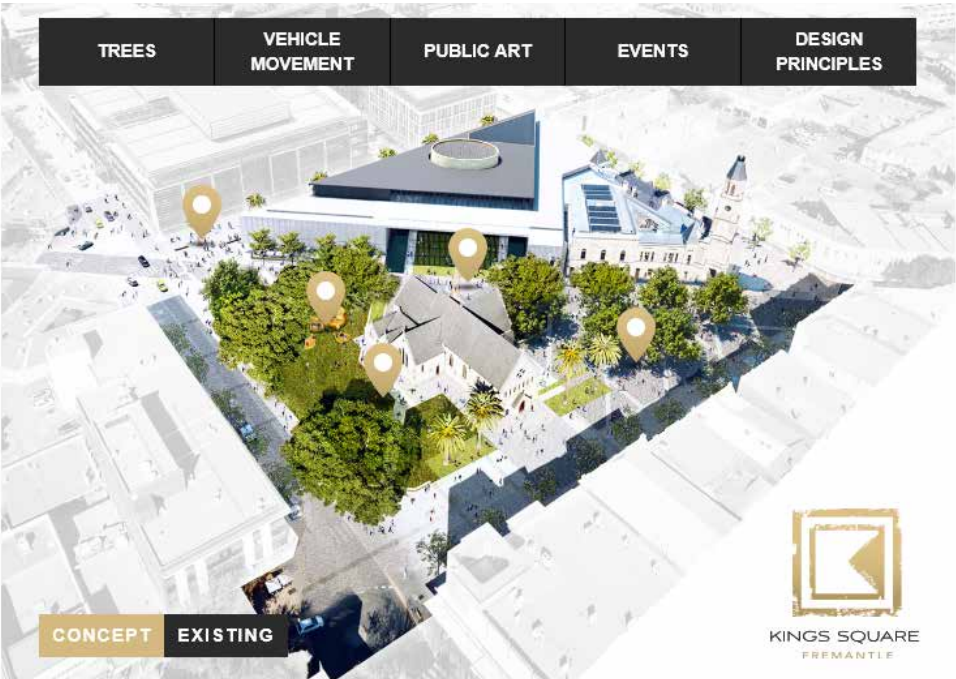 TREES
VEHICLE
MOVEMENT
PUBLIC ART
EVENTS
DESIGN
PRINCIPLES
CONCEPT
EXISTING
KINGS SQUARE
FREMANTLE